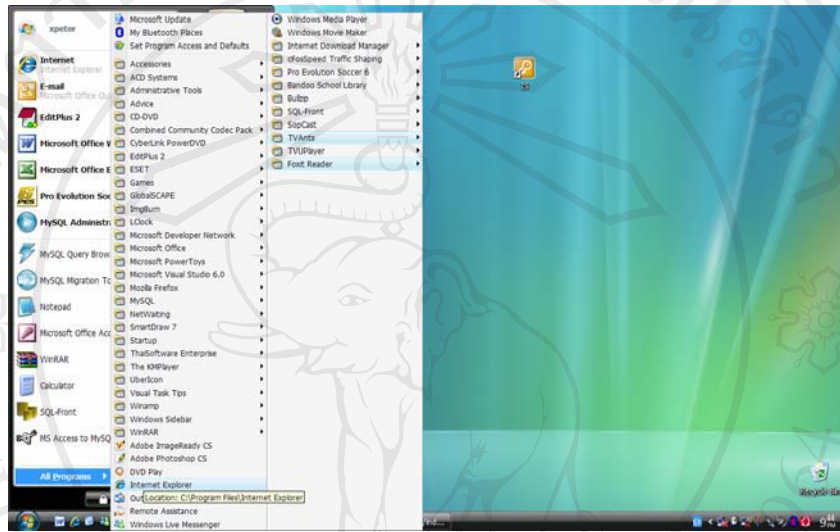 xpeter
Internet
Internet Explorer
E-mail
Microsoft Office Ou
EditPlus 2
Microsoft Office
Microsoft Office E
Pro Evolution Soc
MySQL Administr
MySQL Query Brow
MySQL Migration To
Notepad
Microsoft Office Acc
WinRAR
Calculator
SQL-Front
MS Access to MySQ
All Programs
Microsoft Update
My Bluetooth Places
Set Program Access and Defaults
Accessories
ACD Systems
Administrative Tools
Advice
CD-DVD
Combined Community Codec Pack
CyberLink PowerDVD
EditPlus 2
ESET
Games
GlobalSCAPE
ImgBurn
LClock
Microsoft Developer Network
Microsoft Office
Microsoft PowerToys
Microsoft Visual Studio 6.0
Mozilla Firefox
MySQL
NetWaiting
SmartDraw 7
Startup
ThaiSoftware Enterprise
The KMPlayer
UberIcon
Visual Task Tips
Winamp
Windows Sidebar
WinRAR
Adobe ImageReady CS
Adobe Photoshop CS
DVD Play
Internet Explorer
Out
Location: C:\Program Files\Internet Explorer
Remote Assistance
Windows Live Messenger
Windows Media Player
Windows Movie Maker
Internet Download Manager
cFosSpeed Traffic Shaping
Pro Evolution Soccer 6
Bandoo School Library
Bullzip
SQL-Front
SopCast
TVAnts
TVUPlayer
Foxit Reader